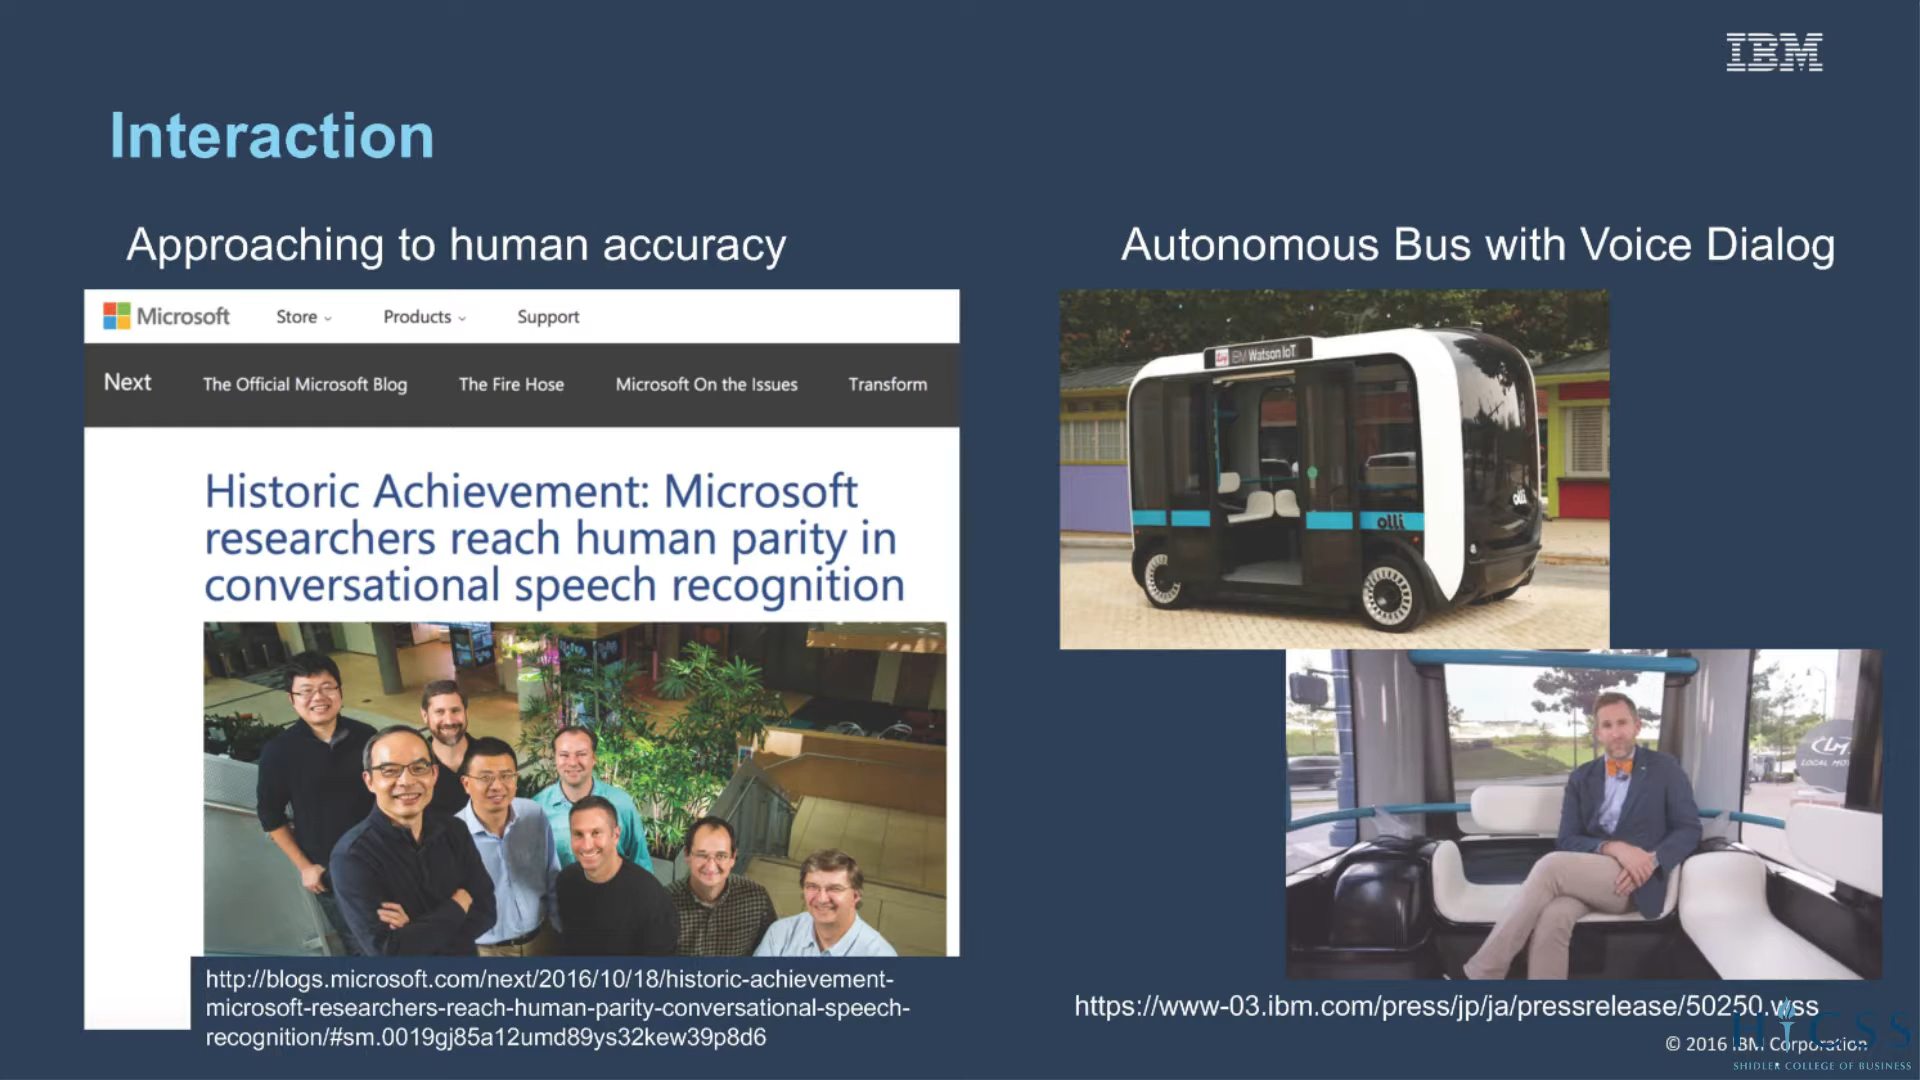 IBM
Interaction
Approaching to human accuracy
Microsoft Store Products Support
Next The Official Microsoft Blog The Fire Hose Microsoft On the Issues Transform
Historic Achievement: Microsoft
researchers reach human parity in
conversational speech recognition
http://blogs.microsoft.com/next/2016/10/18/historic-achievement-
microsoft-researchers-reach-human-parity-conversational-speech-
recognition/#sm.0019gj85a12umd89ys32kew39p8d6
Autonomous Bus with Voice Dialog
IBM Watson IoT
olli
olli
LM
LOCAL
https://www-03.ibm.com/press/jp/ja/pressrelease/50250.wss
© 2016 IBM Corporation
HICSS
SHIDLER COLLEGE OF BUSINESS